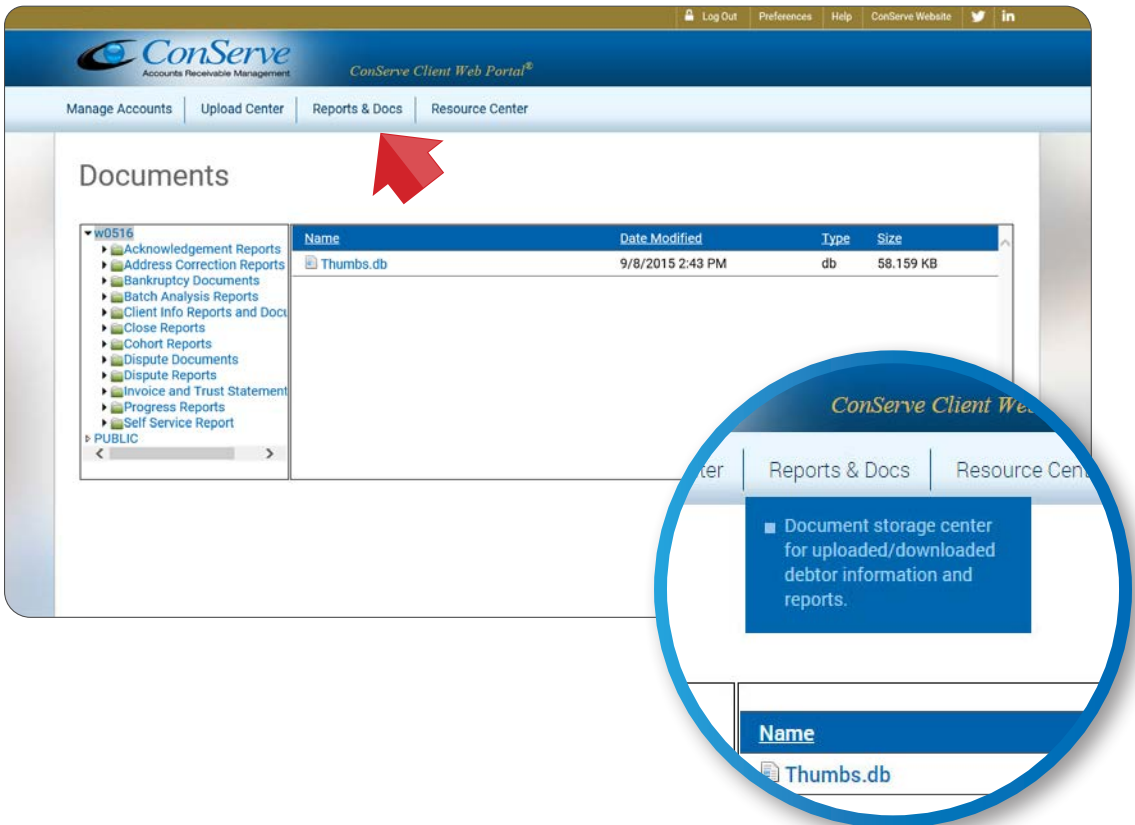 Log Out Preferences Help ConServe Website in
ConServe
Accounts Receivable Management
ConServe Client Web Portal®
Manage Accounts Upload Center Reports & Docs Resource Center
Documents
w0516
Acknowledgement Reports
Address Correction Reports
Bankruptcy Documents
Batch Analysis Reports
Client Info Reports and Docu
Close Reports
Cohort Reports
Dispute Documents
Dispute Reports
Invoice and Trust Statement
Progress Reports
Self Service Report
PUBLIC
Name Date Modified Type Size
Thumbs.db 9/8/2015 2:43 PM db 58.159 KB
ConServe Client We
ter Reports & Docs Resource Cent
Document storage center
for uploaded/downloaded
debtor information and
reports.
Name
Thumbs.db